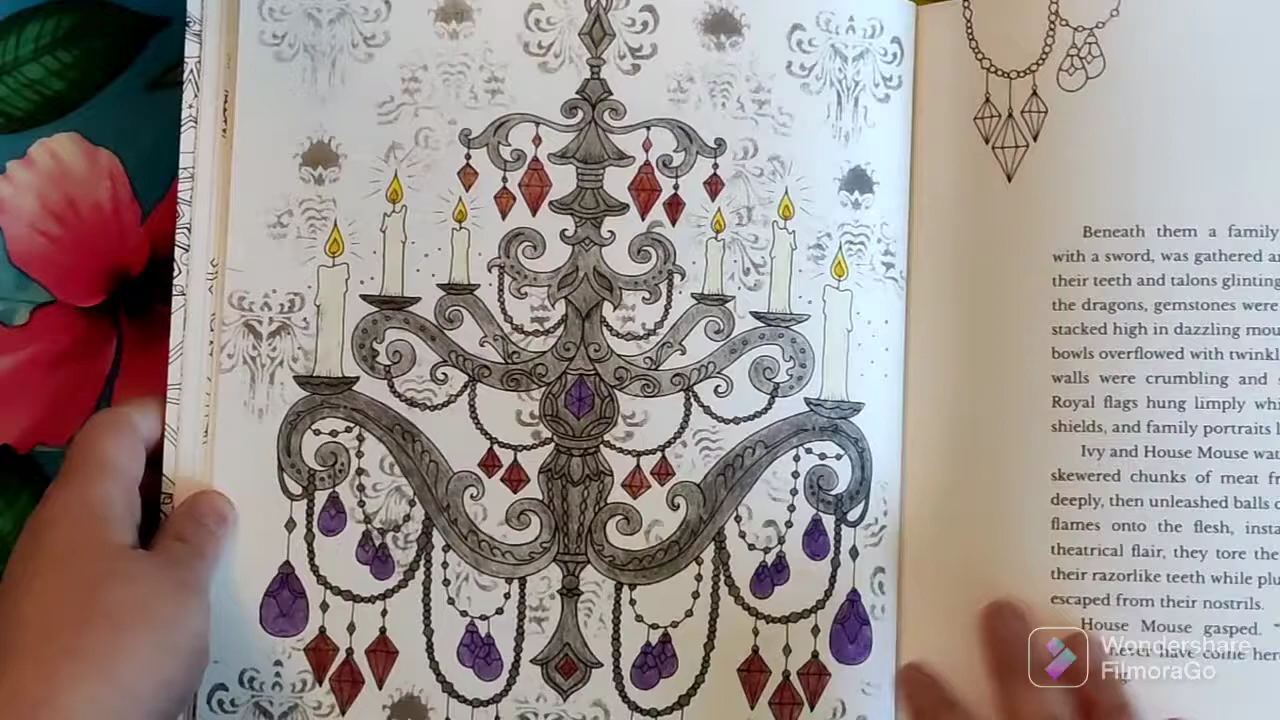 Beneath them a family
with a sword, was gathered
their teeth and talons glinting
the dragons, gemstones were
stacked high in dazzling
bowls overflowed with
walls were crumbling and
Royal flags hung limply
shields, and family portraits
Ivy and House Mouse
skewered chunks of meat
deeply, then unleashed balls
flames onto the flesh,
theatrical flair, they tore
their razorlike teeth while
escaped from their nostrils.
House Mouse gasped.
have come
Wondershare
FilmoraGo